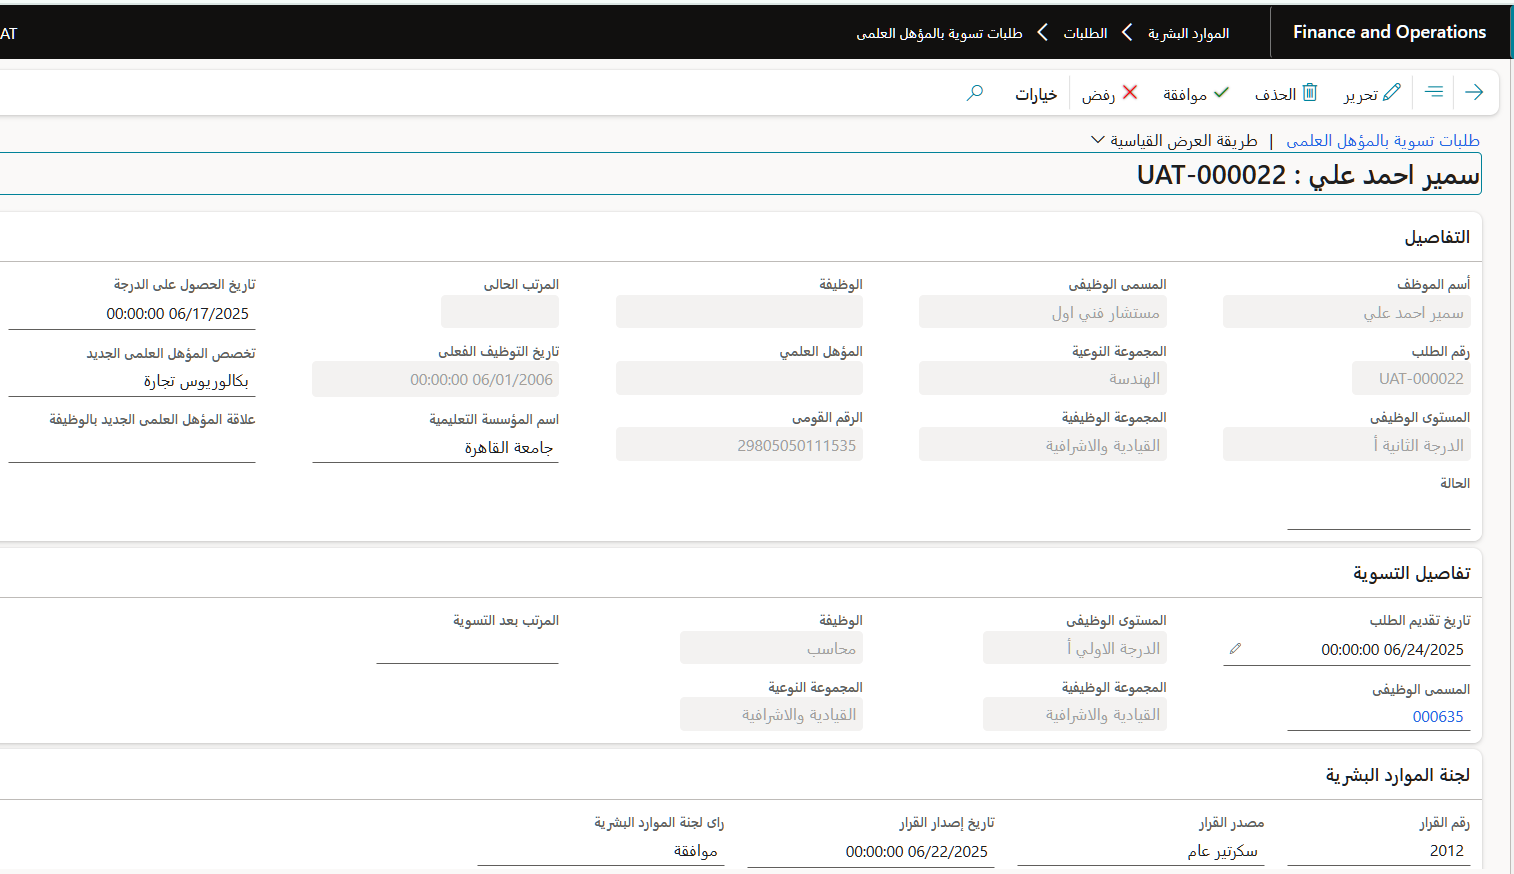 Finance and Operations
الموارد البشرية
الطلبات
طلبات تسوية بالمؤهل العلمى
AT
تحرير
الحذف
موافقة
رفض
خيارات
طلبات تسوية بالمؤهل العلمى | طريقة العرض القياسية
سمير احمد علي : UAT-000022
التفاصيل
أسم الموظف
سمير احمد علي
رقم الطلب
UAT-000022
المستوى الوظيفى
الدرجة الثانية أ
الحالة
المسمى الوظيفى
مستشار فني اول
المجموعة النوعية
الهندسة
المجموعة الوظيفية
القيادية والاشرافية
الوظيفة
المؤهل العلمي
الرقم القومى
29805050111535
المرتب الحالى
تاريخ التوظيف الفعلى
00:00:00 06/01/2006
اسم المؤسسة التعليمية
جامعة القاهرة
تاريخ الحصول على الدرجة
00:00:00 06/17/2025
تخصص المؤهل العلمى الجديد
بكالوريوس تجارة
علاقة المؤهل العلمى الجديد بالوظيفة
تفاصيل التسوية
تاريخ تقديم الطلب
00:00:00 06/24/2025
المسمى الوظيفى
000635
المستوى الوظيفى
الدرجة الاولي أ
المجموعة الوظيفية
القيادية والاشرافية
الوظيفة
محاسب
المجموعة النوعية
القيادية والاشرافية
المرتب بعد التسوية
لجنة الموارد البشرية
رقم القرار
2012
مصدر القرار
سكرتير عام
تاريخ إصدار القرار
00:00:00 06/22/2025
راى لجنة الموارد البشرية
موافقة